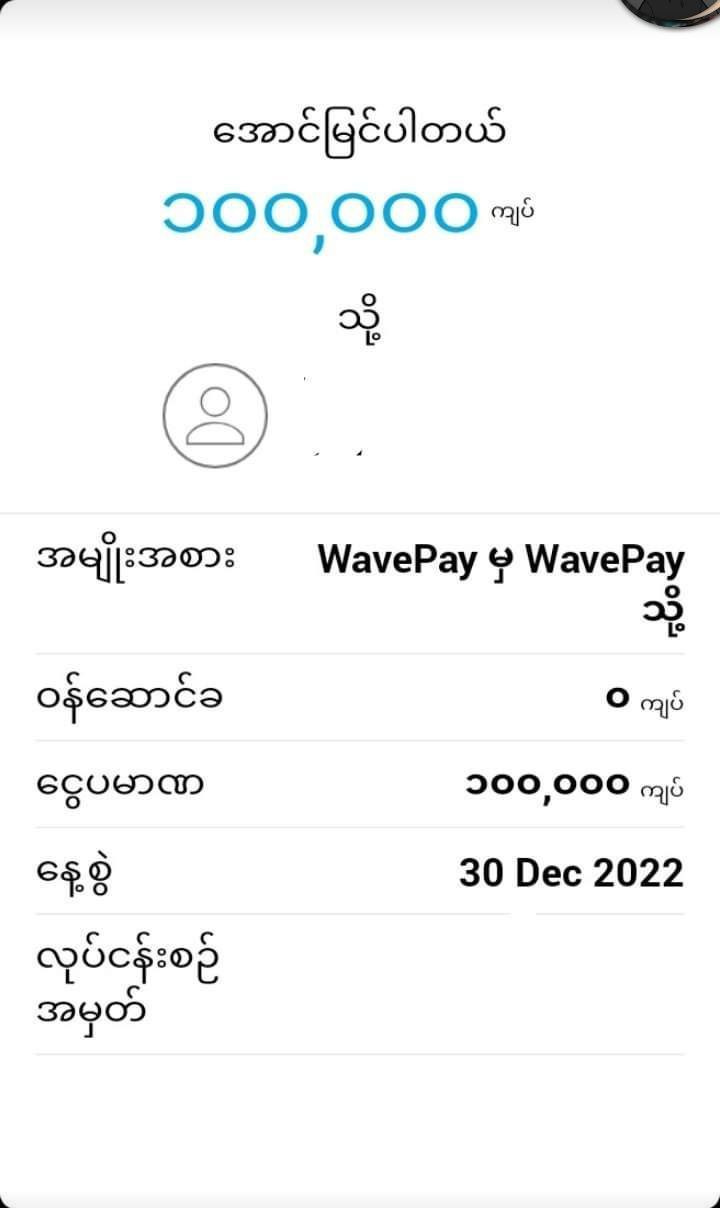 အောင်မြင်ပါတယ်
၁၀၀,၀၀၀ ကျပ်
သို့
အမျိုးအစား WavePay မှ WavePay
သို့
ဝန်ဆောင်ခ ၀ ကျပ်
ငွေပမာဏ ၁၀၀,၀၀၀ ကျပ်
နေ့စွဲ 30 Dec 2022
လုပ်ငန်းစဉ်
အမှတ်